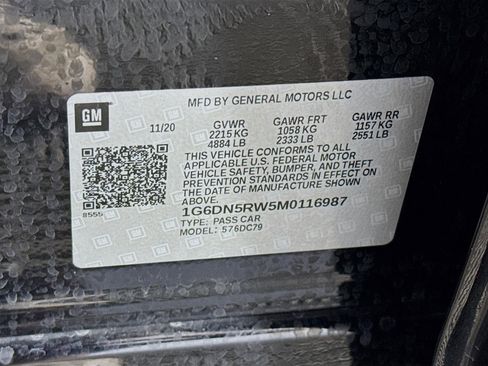 GM
MFD BY GENERAL MOTORS LLC
11/20 GVWR GAWR FRT GAWR RR
2215 KG 1058 KG 1157 KG
4884 LB 2333 LB 2551 LB
THIS VEHICLE CONFORMS TO ALL
APPLICABLE U.S. FEDERAL MOTOR
VEHICLE SAFETY, BUMPER, AND THEFT
PREVENTION STANDARDS IN EFFECT ON
THE DATE OF MANUFACTURE SHOWN
ABOVE.
8555
1G6DN5RW5M0116987
TYPE: PASS CAR
MODEL: 576DC79